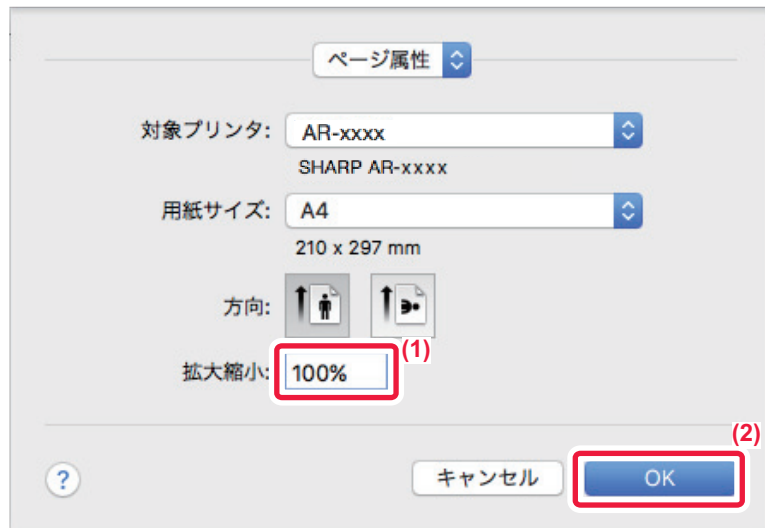 ページ属性
対象プリンタ: AR-xxxx
SHARP AR-xxxx
用紙サイズ: A4
210 x 297 mm
方向:
(1)
拡大縮小: 100%
(2)
? キャンセル OK